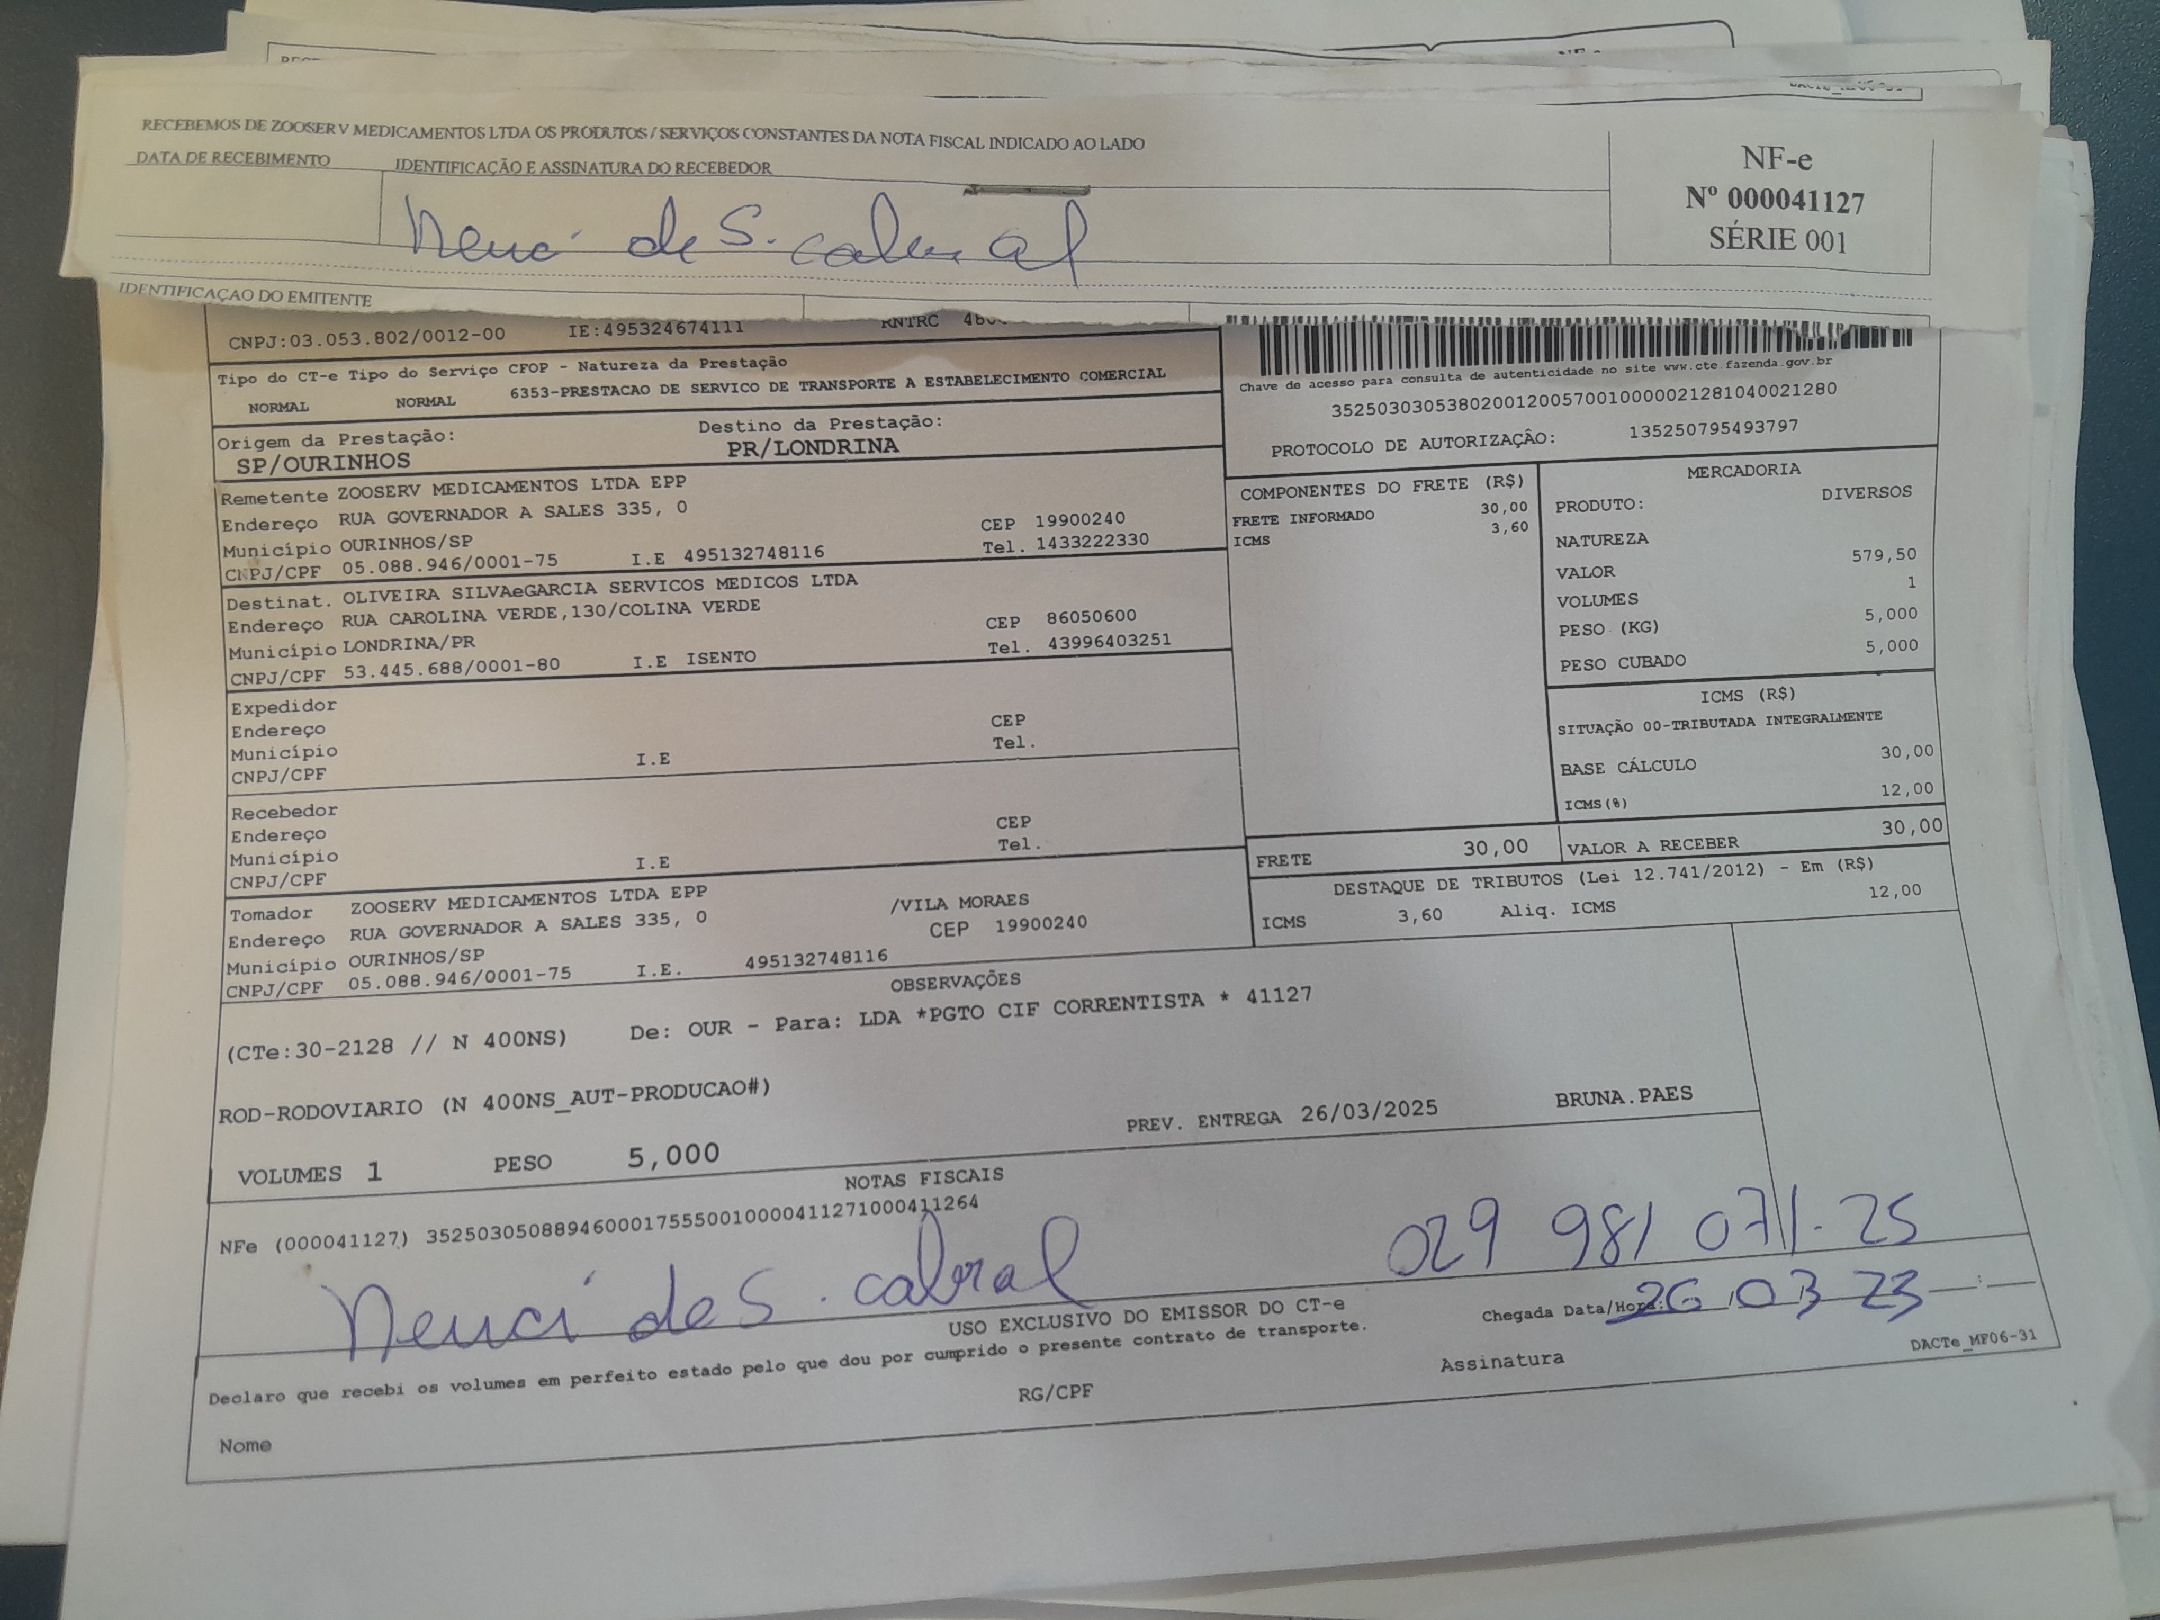 RECEBEMOS DE ZOOSERV MEDICAMENTOS LTDA OS PRODUTOS / SERVIÇOS CONSTANTES DA NOTA FISCAL INDICADO AO LADO
DATA DE RECEBIMENTO
IDENTIFICAÇÃO E ASSINATURA DO RECEBEDOR
NF-e
Nº 000041127
SÉRIE 001
de S. cabral
IDENTIFICAÇÃO DO EMITENTE
CNPJ:03.053.802/0012-00 IE:495324674111 RNTRC
Tipo do CT-e Tipo do Serviço CFOP - Natureza da Prestação
NORMAL NORMAL 6353-PRESTACAO DE SERVICO DE TRANSPORTE A ESTABELECIMENTO COMERCIAL
Chave de acesso para consulta de autenticidade no site www.cte.fazenda.gov.br
35250303053802001200570010000021281040021280
PROTOCOLO DE AUTORIZAÇÃO: 135250795493797
Origem da Prestação: Destino da Prestação:
SP/OURINHOS PR/LONDRINA
Remetente ZOOSERV MEDICAMENTOS LTDA EPP
Endereço RUA GOVERNADOR A SALES 335, 0 CEP 19900240
Município OURINHOS/SP Tel. 1433222330
CNPJ/CPF 05.088.946/0001-75 I.E 495132748116
Destinat. OLIVEIRA SILVAeGARCIA SERVICOS MEDICOS LTDA
Endereço RUA CAROLINA VERDE,130/COLINA VERDE CEP 86050600
Município LONDRINA/PR Tel. 43996403251
CNPJ/CPF 53.445.688/0001-80 I.E ISENTO
Expedidor
Endereço CEP
Município Tel.
CNPJ/CPF I.E
Recebedor
Endereço CEP
Município Tel.
CNPJ/CPF I.E
Tomador ZOOSERV MEDICAMENTOS LTDA EPP /VILA MORAES
Endereço RUA GOVERNADOR A SALES 335, 0 CEP 19900240
Município OURINHOS/SP
CNPJ/CPF 05.088.946/0001-75 I.E. 495132748116
COMPONENTES DO FRETE (R$)
FRETE INFORMADO 30,00
ICMS 3,60
MERCADORIA
PRODUTO: DIVERSOS
NATUREZA
VALOR 579,50
VOLUMES 1
PESO (KG) 5,000
PESO CUBADO 5,000
ICMS (R$)
SITUAÇÃO 00-TRIBUTADA INTEGRALMENTE
BASE CÁLCULO 30,00
ICMS(%) 12,00
FRETE 30,00 VALOR A RECEBER 30,00
DESTAQUE DE TRIBUTOS (Lei 12.741/2012) - Em (R$)
ICMS 3,60 Aliq. ICMS 12,00
OBSERVAÇÕES
(CTe:30-2128 // N 400NS) De: OUR - Para: LDA *PGTO CIF CORRENTISTA * 41127
ROD-RODOVIARIO (N 400NS_AUT-PRODUCAO#)
PREV. ENTREGA 26/03/2025 BRUNA.PAES
VOLUMES 1 PESO 5,000
NOTAS FISCAIS
NFe (000041127) 35250305088946000175550010000411271000411264
029 981 071-25
de S. cabral
USO EXCLUSIVO DO EMISSOR DO CT-e
Chegada Data/Hora: 26 / 03 23
Declaro que recebi os volumes em perfeito estado pelo que dou por cumprido o presente contrato de transporte.
Nome RG/CPF Assinatura
DACTe_MF06-31